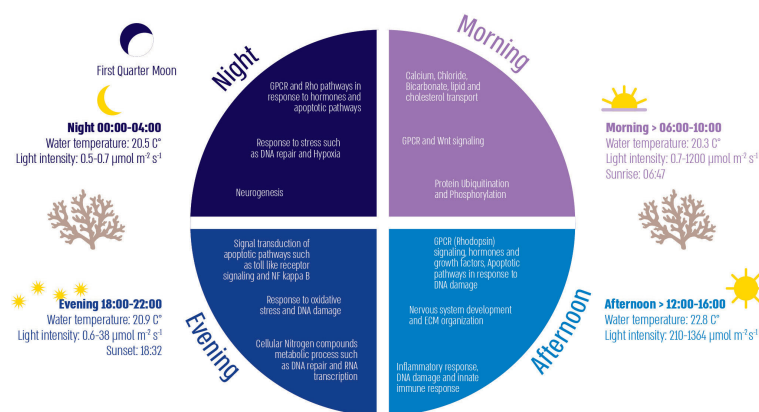 First Quarter Moon
Night 00:00-04:00
Water temperature: 20.5 C°
Light intensity: 0.5-0.7 µmol m⁻² s⁻¹
Night
GPCR and Rho pathways in
response to hormones and
apoptotic pathways
Response to stress such
as DNA repair and Hypoxia
Neurogenesis
Morning
Calcium, Chloride,
Bicarbonate, lipid and
cholesterol transport
GPCR and Wnt signaling
Protein Ubiquitination
and Phosphorylation
Morning > 06:00-10:00
Water temperature: 20.3 C°
Light intensity: 0.7-1200 µmol m⁻² s⁻¹
Sunrise: 06:47
Evening 18:00-22:00
Water temperature: 20.9 C°
Light intensity: 0.6-38 µmol m⁻² s⁻¹
Sunset: 18:32
Evening
Signal transduction of
apoptotic pathways such
as toll like receptor
signaling and NF kappa B
Response to oxidative
stress and DNA damage
Cellular Nitrogen compounds
metabolic process such
as DNA repair and RNA
transcription
GPCR (Rhodopsin)
signaling, hormones and
growth factors, Apoptotic
pathways in response to
DNA damage
Nervous system development
and ECM organization
Inflammatory response,
DNA damage and innate
immune response
Afternoon
Afternoon > 12:00-16:00
Water temperature: 22.8 C°
Light intensity: 210-1364 µmol m⁻² s⁻¹